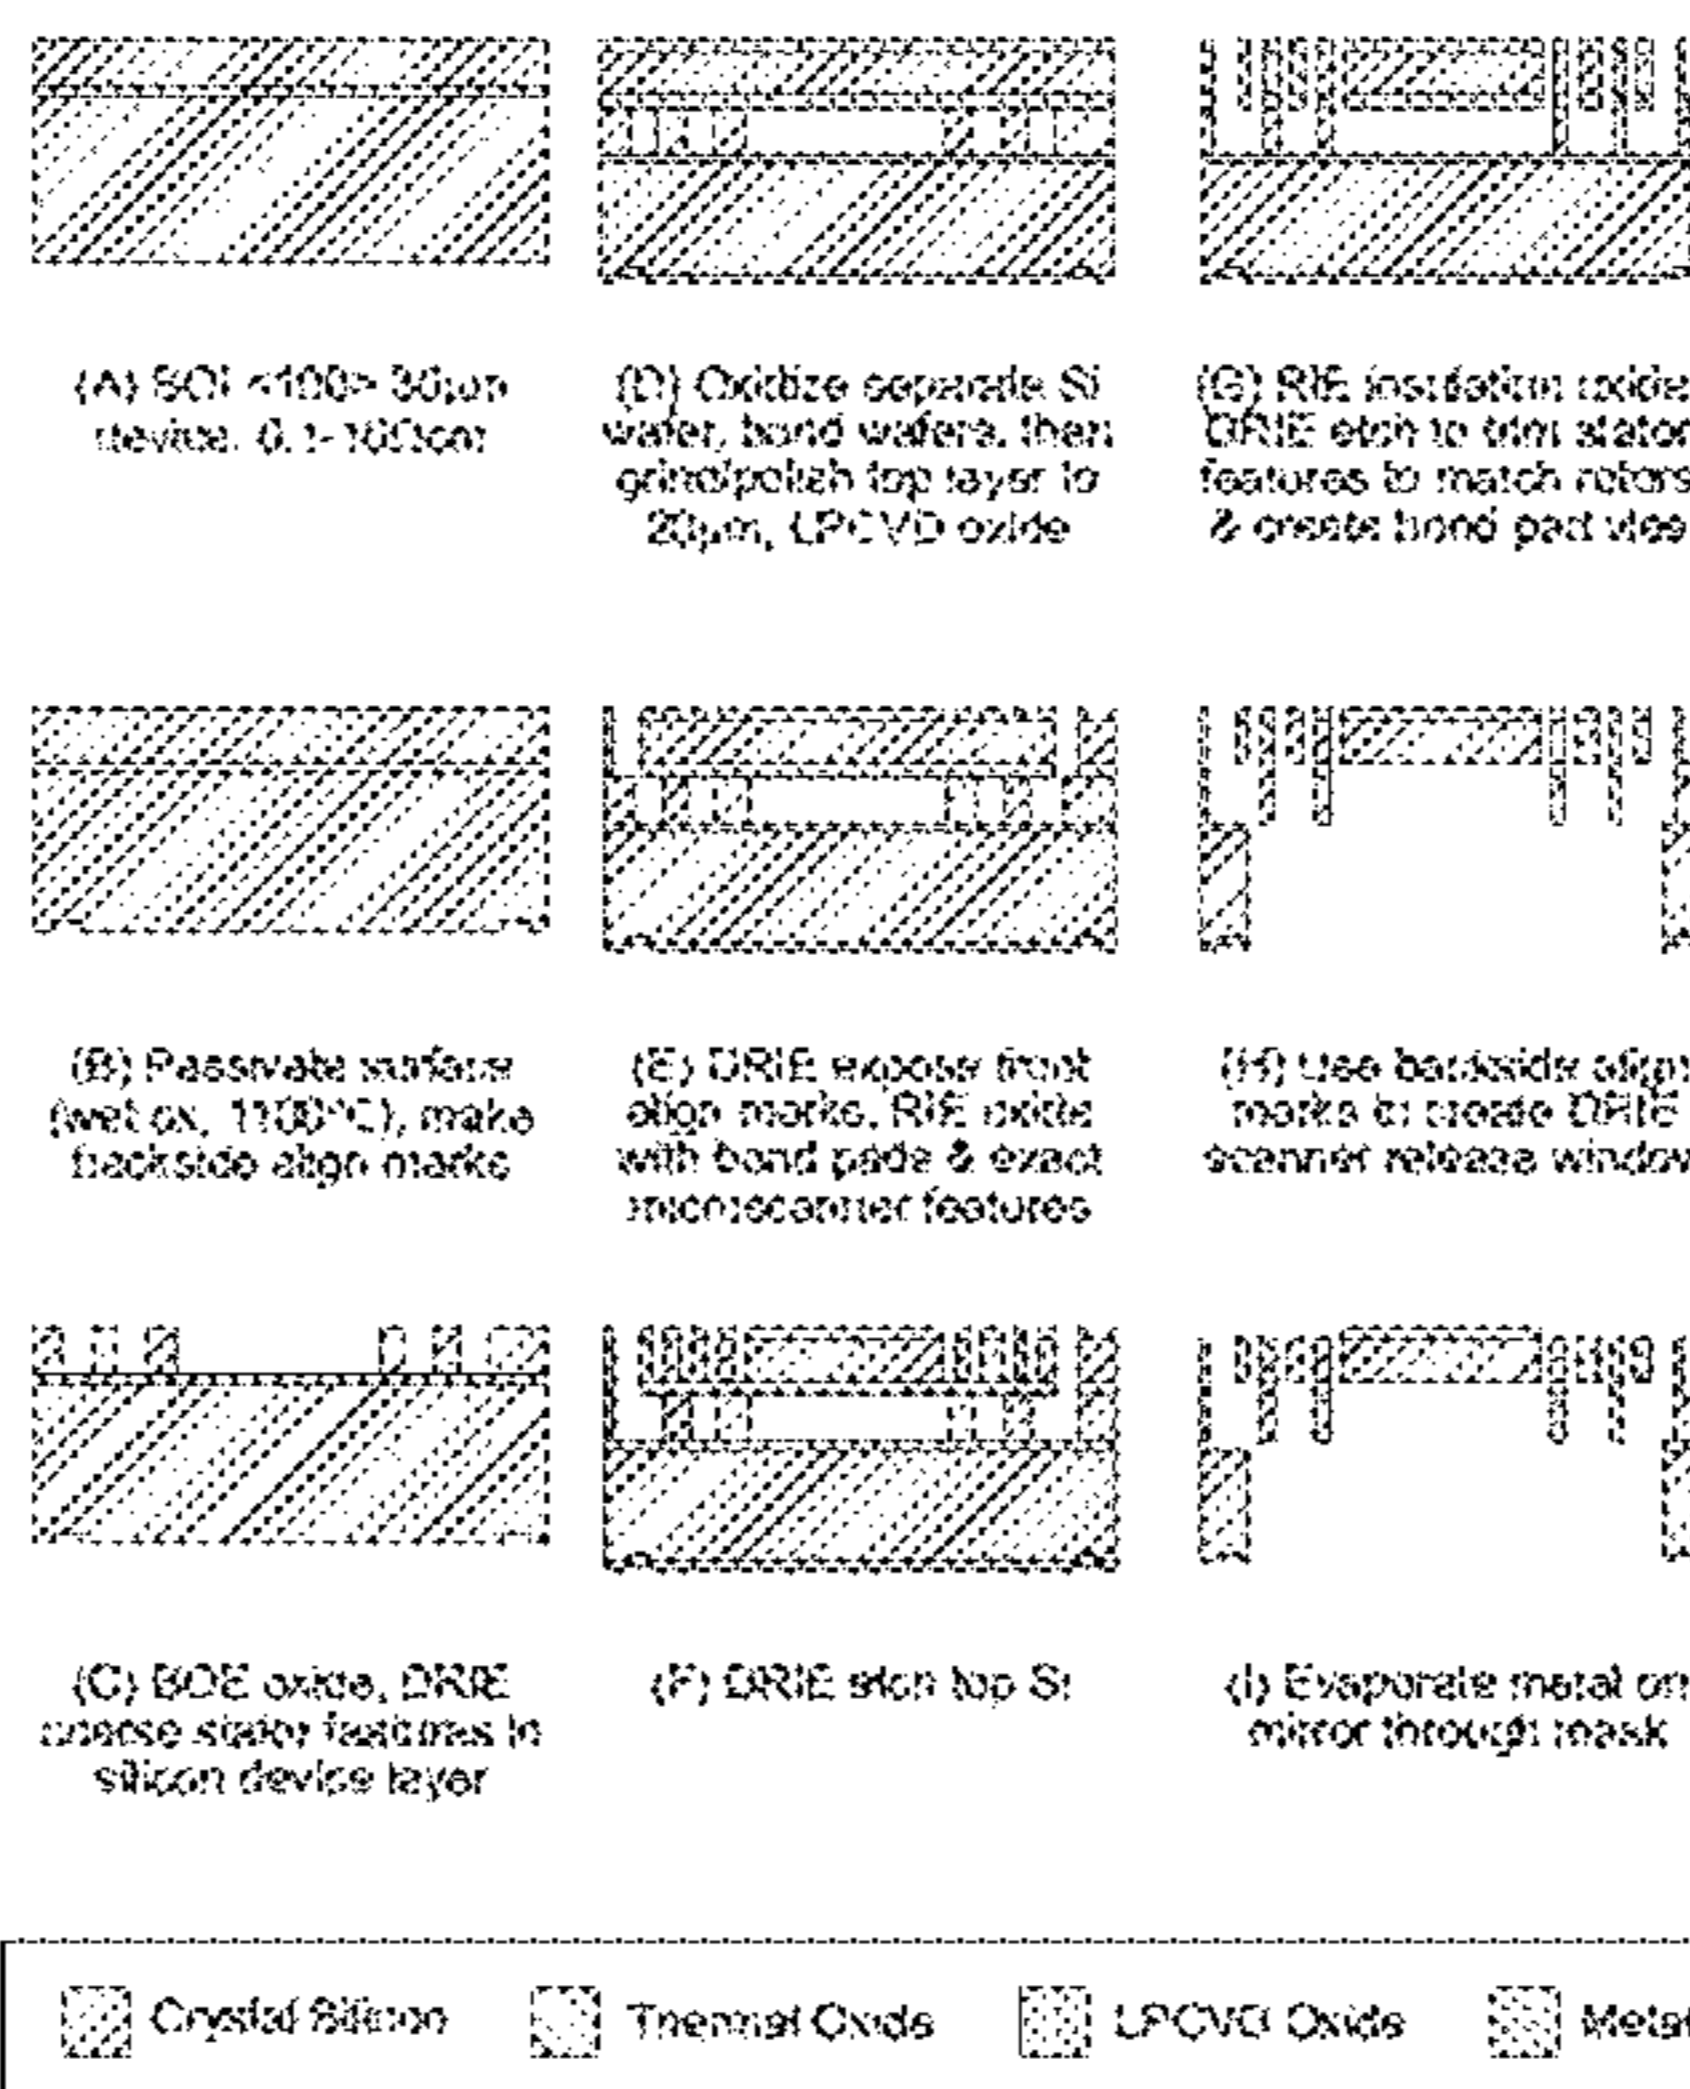 (A) SOI <100> 30μm
device. 0.1-10Ωcm
(D) Oxidize separate Si
wafer, bond wafers, then
grind/polish top layer to
20μm, LPCVD oxide
(G) RIE insulation oxide
DRIE etch to trim stator
features to match rotors
& create bond pad vias
(B) Passivate surface
(wet ox, 1100°C), make
backside align marks
(E) DRIE expose front
align marks, RIE oxide
with bond pads & exact
microscanner features
(H) Use backside align
marks to create DRIE
scanner release window
(C) BOE oxide, DRIE
coarse stator features in
silicon device layer
(F) DRIE etch top Si
(I) Evaporate metal on
mirror through mask
Crystal Silicon
Thermal Oxide
LPCVD Oxide
Metal